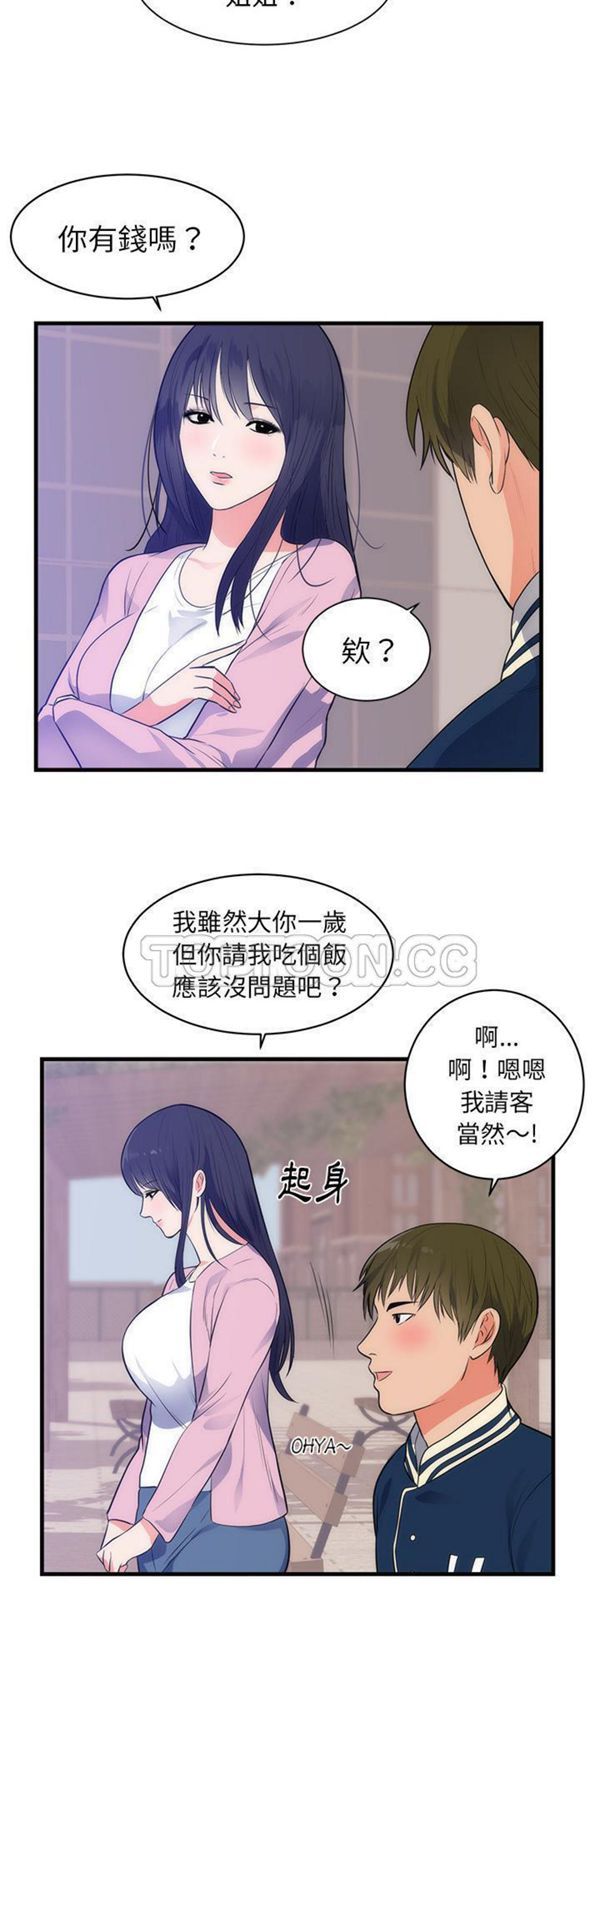 姐姐！
你有錢嗎？
欸？
我雖然大你一歲
但你請我吃個飯
應該沒問題吧？
TOPTOON.CC
啊...
啊！嗯嗯
我請客
當然～!
起身
OHYA～